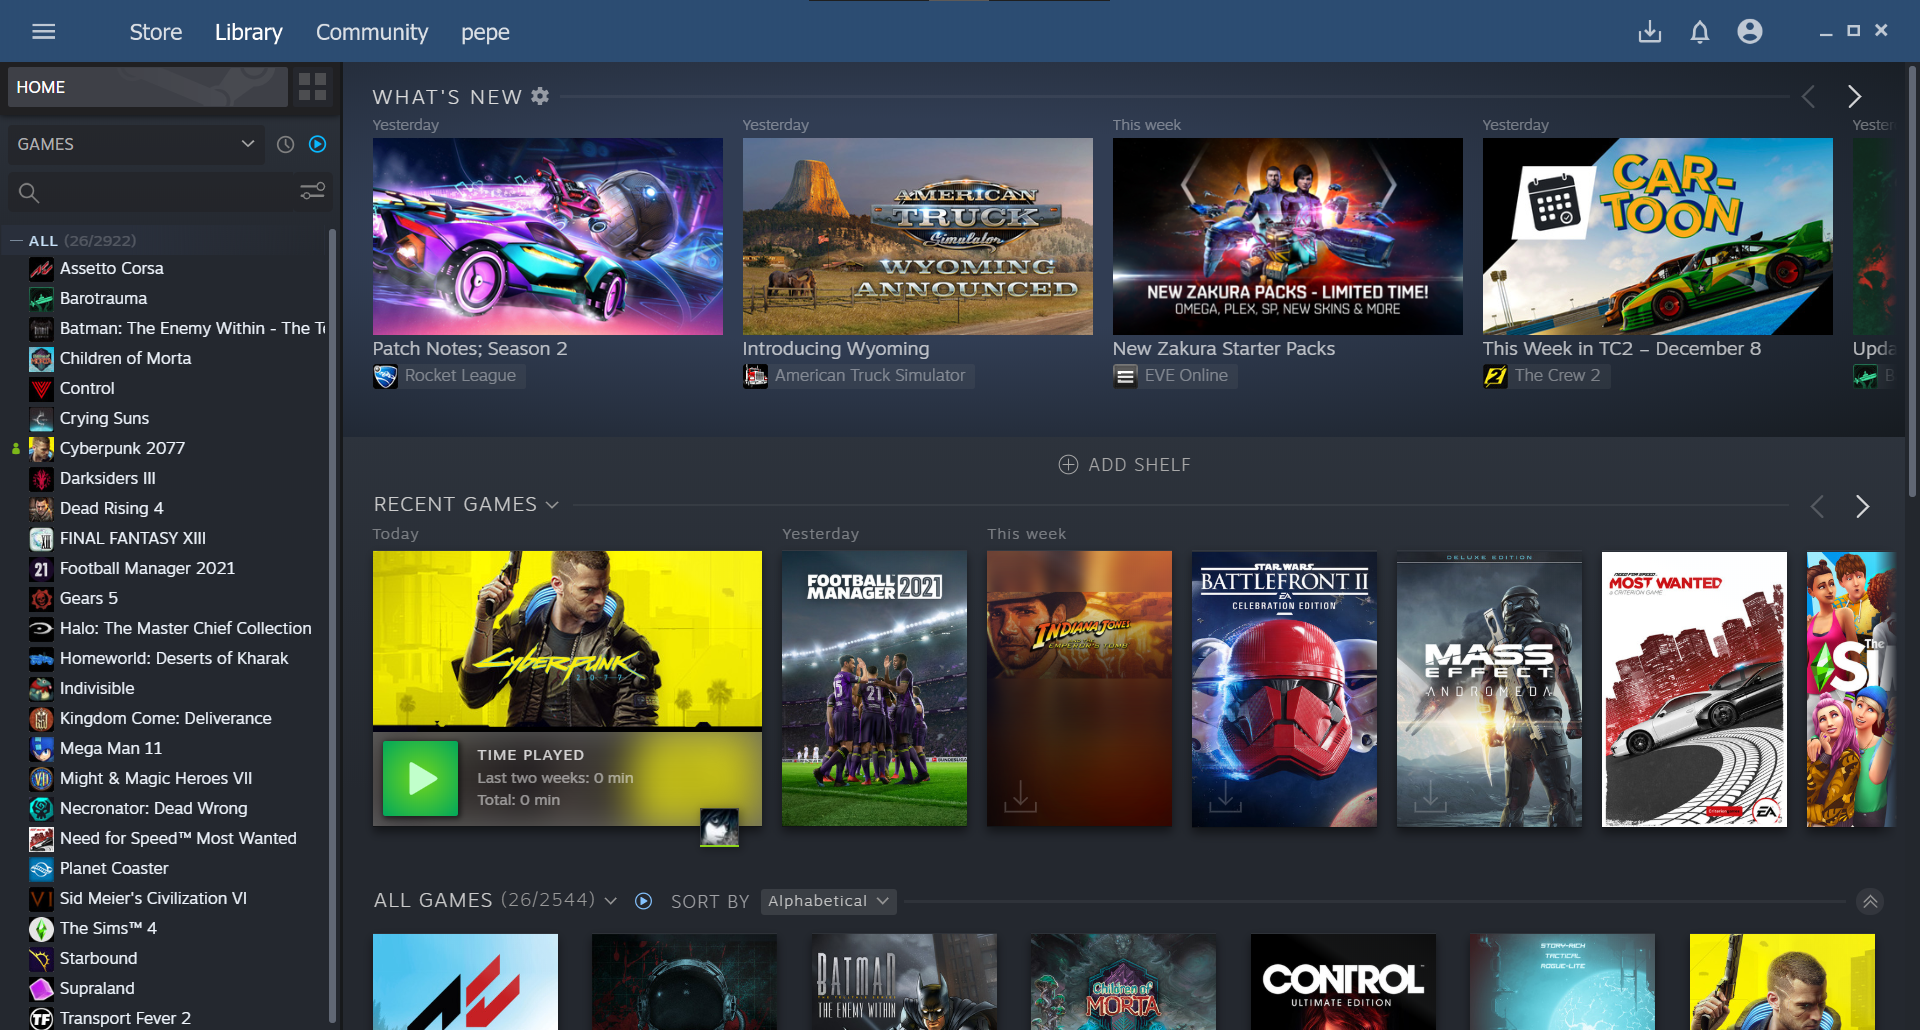 Store
Library
Community
pepe
HOME
GAMES
ALL (26/2922)
Assetto Corsa
Barotrauma
Batman: The Enemy Within - The T
Children of Morta
Control
Crying Suns
Cyberpunk 2077
Darksiders III
Dead Rising 4
FINAL FANTASY XIII
Football Manager 2021
Gears 5
Halo: The Master Chief Collection
Homeworld: Deserts of Kharak
Indivisible
Kingdom Come: Deliverance
Mega Man 11
Might & Magic Heroes VII
Necronator: Dead Wrong
Need for Speed™ Most Wanted
Planet Coaster
Sid Meier's Civilization VI
The Sims™ 4
Starbound
Supraland
Transport Fever 2
WHAT'S NEW
Yesterday
Patch Notes; Season 2
Rocket League
Yesterday
AMERICAN
TRUCK
Simulator
WYOMING
ANNOUNCED
Introducing Wyoming
American Truck Simulator
This week
NEW ZAKURA PACKS - LIMITED TIME!
OMEGA, PLEX, SP, NEW SKINS & MORE
New Zakura Starter Packs
EVE Online
Yesterday
CAR-
TOON
This Week in TC2 – December 8
The Crew 2
Yester
Upda
B
ADD SHELF
RECENT GAMES
Today
CYBERPUNK
2077
TIME PLAYED
Last two weeks: 0 min
Total: 0 min
Yesterday
FOOTBALL
MANAGER 2021
15
21
This week
INDIANA JONES
AND THE
EMPEROR'S TOMB
STAR WARS
BATTLEFRONT II
EA
CELEBRATION EDITION
DELUXE EDITION
MASS
EFFECT
ANDROMEDA
NEED FOR SPEED
MOST WANTED
A CRITERION GAME
EA
The
SI
ALL GAMES (26/2544)
SORT BY
Alphabetical
BATMAN
THE ENEMY WITHIN
Children of
MORTA
CONTROL
ULTIMATE EDITION
STORY-RICH
TACTICAL
ROGUE-LITE